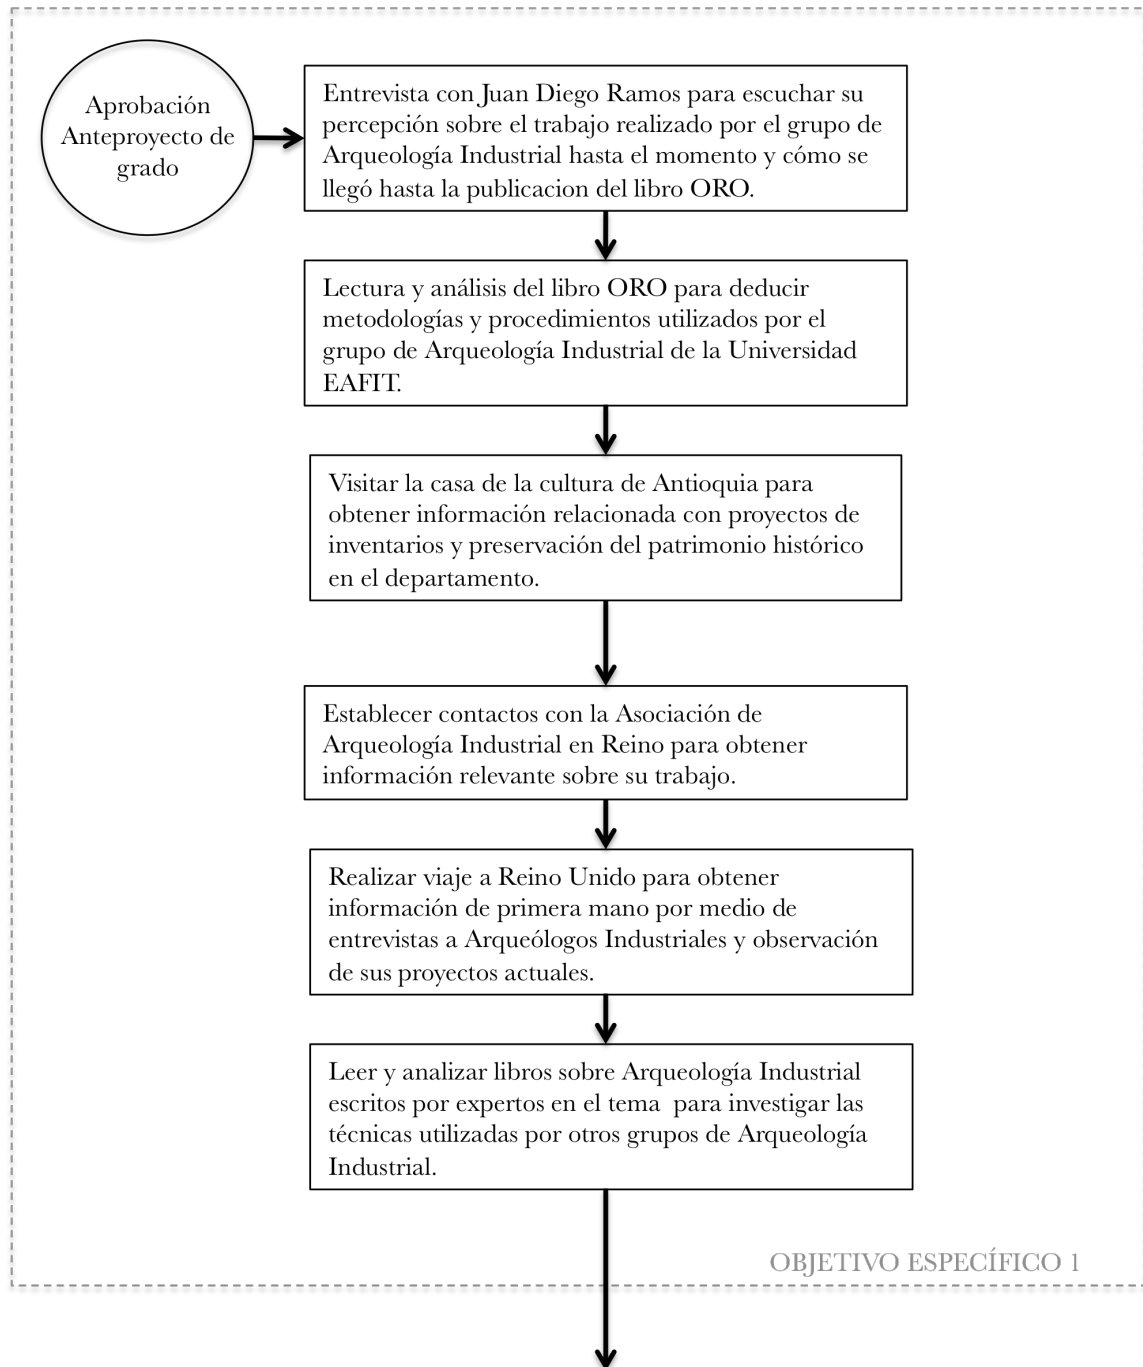 Aprobación
Anteproyecto de
grado
Entrevista con Juan Diego Ramos para escuchar su
percepción sobre el trabajo realizado por el grupo de
Arqueología Industrial hasta el momento y cómo se
llegó hasta la publicacion del libro ORO.
Lectura y análisis del libro ORO para deducir
metodologías y procedimientos utilizados por el
grupo de Arqueología Industrial de la Universidad
EAFIT.
Visitar la casa de la cultura de Antioquia para
obtener información relacionada con proyectos de
inventarios y preservación del patrimonio histórico
en el departamento.
Establecer contactos con la Asociación de
Arqueología Industrial en Reino para obtener
información relevante sobre su trabajo.
Realizar viaje a Reino Unido para obtener
información de primera mano por medio de
entrevistas a Arqueólogos Industriales y observación
de sus proyectos actuales.
Leer y analizar libros sobre Arqueología Industrial
escritos por expertos en el tema  para investigar las
técnicas utilizadas por otros grupos de Arqueología
Industrial.
OBJETIVO ESPECÍFICO 1